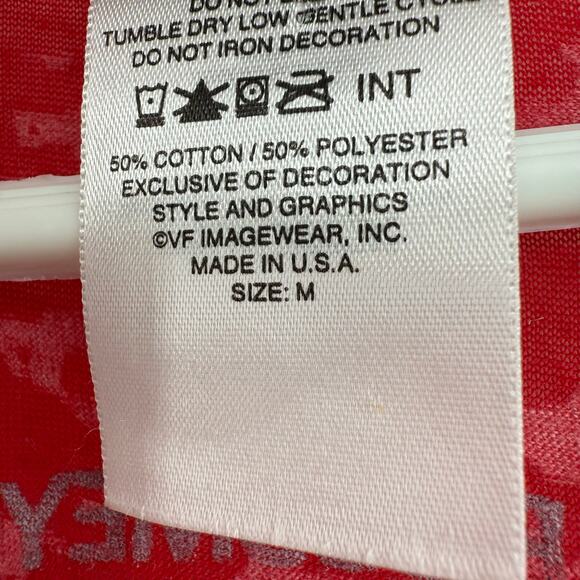 TUMBLE DRY LOW GENTLE CYCLE
DO NOT IRON DECORATION
INT
50% COTTON / 50% POLYESTER
EXCLUSIVE OF DECORATION
STYLE AND GRAPHICS
©VF IMAGEWEAR, INC.
MADE IN U.S.A.
SIZE: M